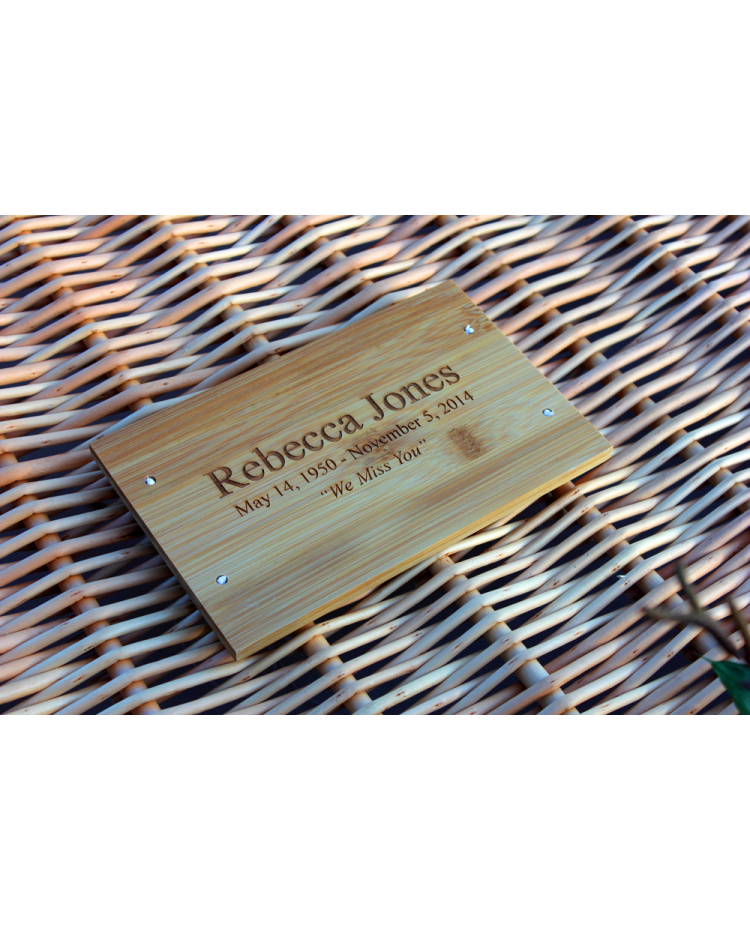 Rebecca Jones
May 14, 1950 - November 5, 2014
“We Miss You”